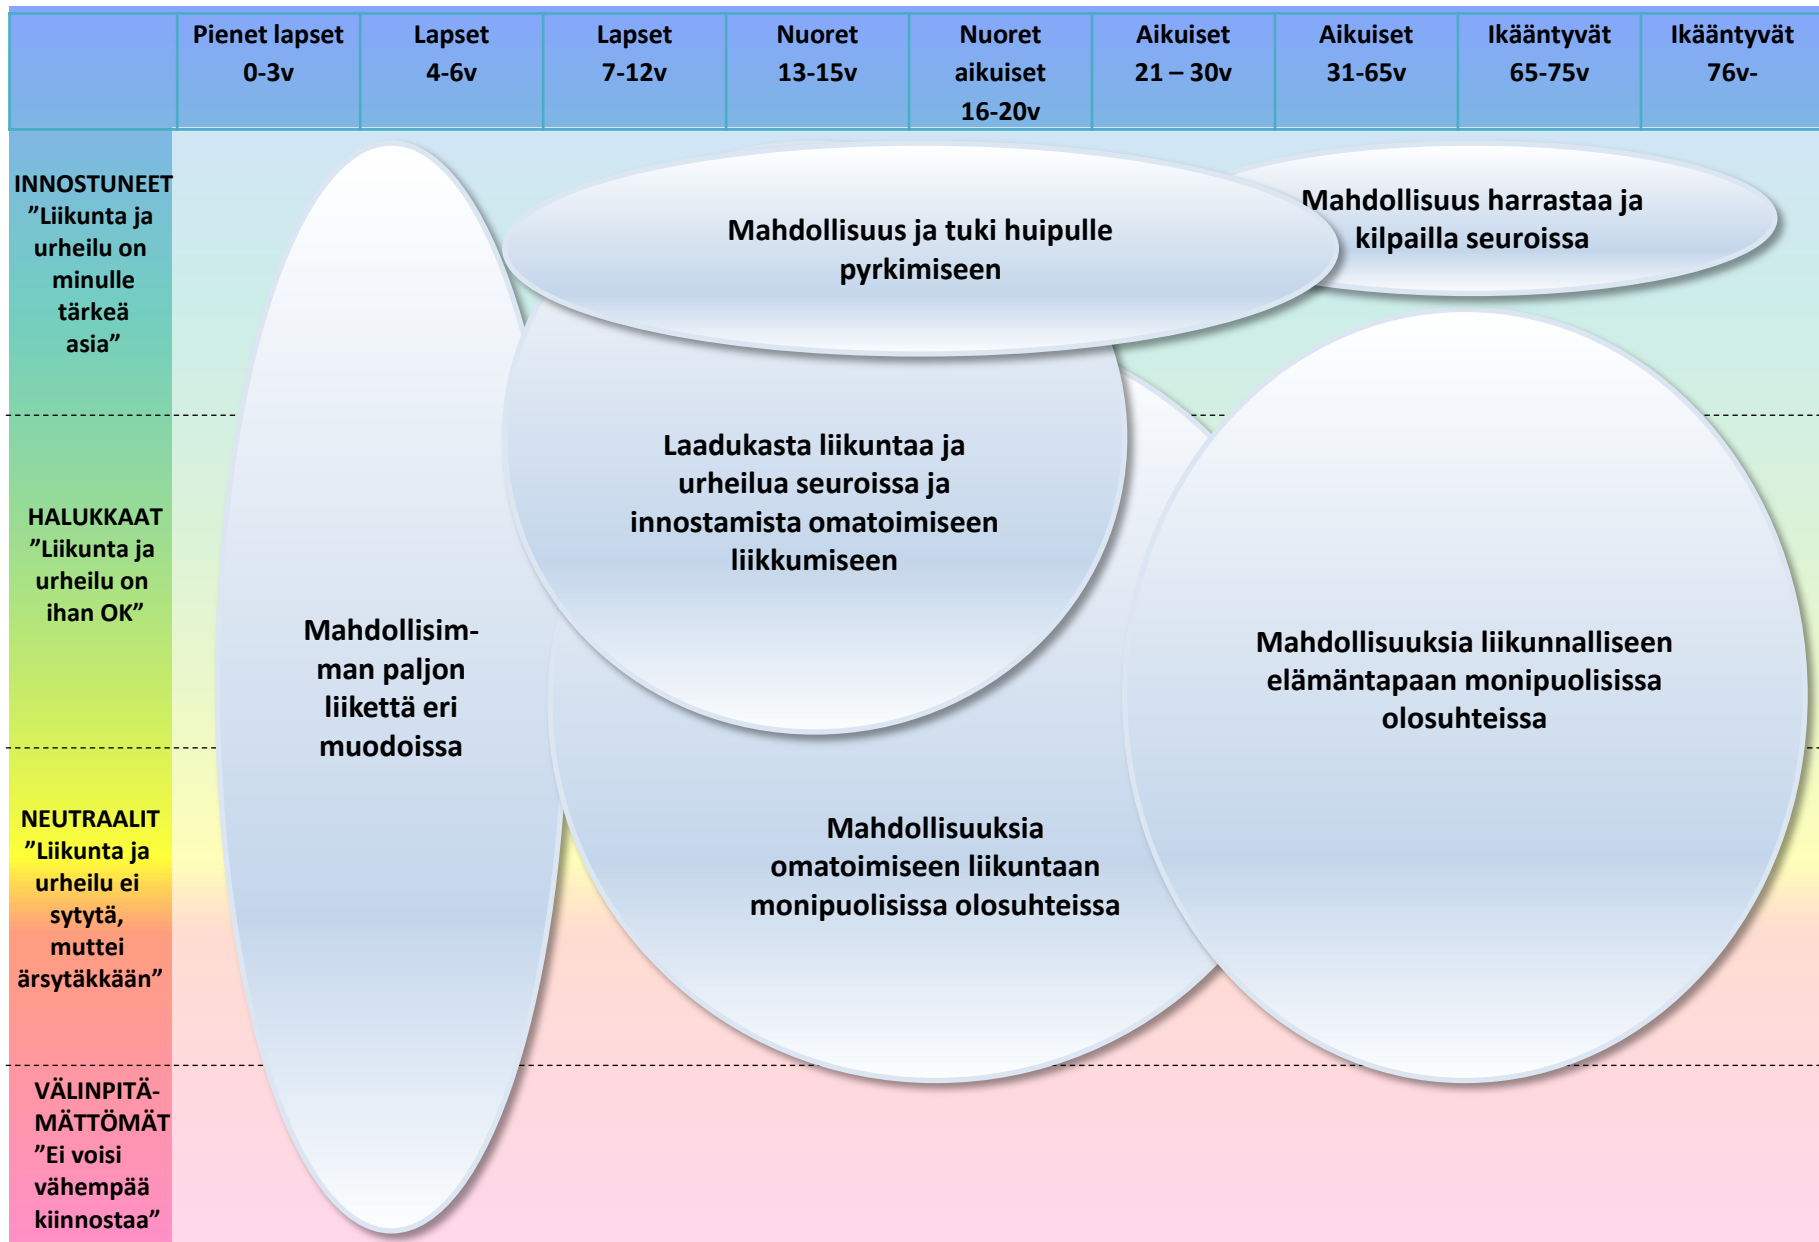 Pienet lapset
0-3v
Lapset
4-6v
Lapset
7-12v
Nuoret
13-15v
Nuoret
aikuiset
16-20v
Aikuiset
21 – 30v
Aikuiset
31-65v
Ikääntyvät
65-75v
Ikääntyvät
76v-
INNOSTUNEET
”Liikunta ja
urheilu on
minulle
tärkeä
asia”
Mahdollisuus ja tuki huipulle
pyrkimiseen
Mahdollisuus harrastaa ja
kilpailla seuroissa
HALUKKAAT
”Liikunta ja
urheilu on
ihan OK”
Laadukasta liikuntaa ja
urheilua seuroissa ja
innostamista omatoimiseen
liikkumiseen
Mahdollisim-
man paljon
liikettä eri
muodoissa
Mahdollisuuksia liikunnalliseen
elämäntapaan monipuolisissa
olosuhteissa
NEUTRAALIT
”Liikunta ja
urheilu ei
sytytä,
muttei
ärsytäkkään”
Mahdollisuuksia
omatoimiseen liikuntaan
monipuolisissa olosuhteissa
VÄLINPITÄ-
MÄTTÖMÄT
”Ei voisi
vähempää
kiinnostaa”